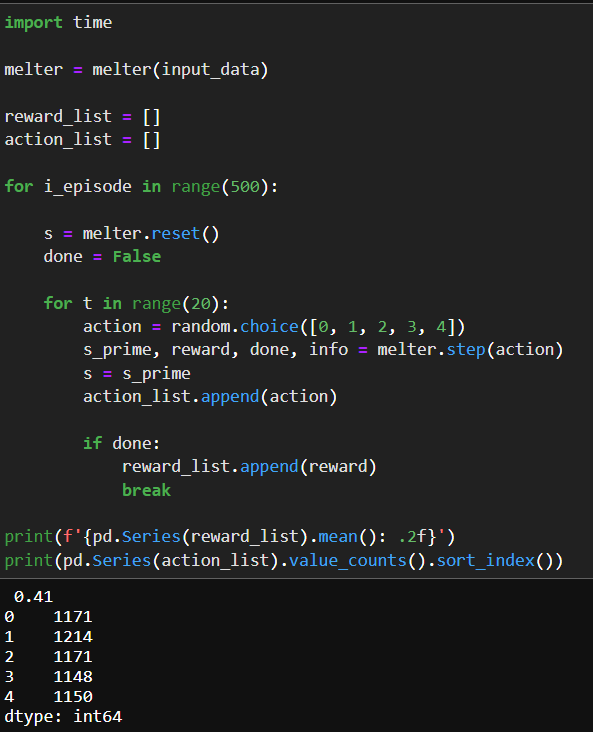 import time
melter = melter(input_data)
reward_list = []
action_list = []
for i_episode in range(500):
    s = melter.reset()
    done = False
    for t in range(20):
        action = random.choice([0, 1, 2, 3, 4])
        s_prime, reward, done, info = melter.step(action)
        s = s_prime
        action_list.append(action)
        if done:
            reward_list.append(reward)
            break
print(f'{pd.Series(reward_list).mean(): .2f}')
print(pd.Series(action_list).value_counts().sort_index())
 0.41
0    1171
1    1214
2    1171
3    1148
4    1150
dtype: int64